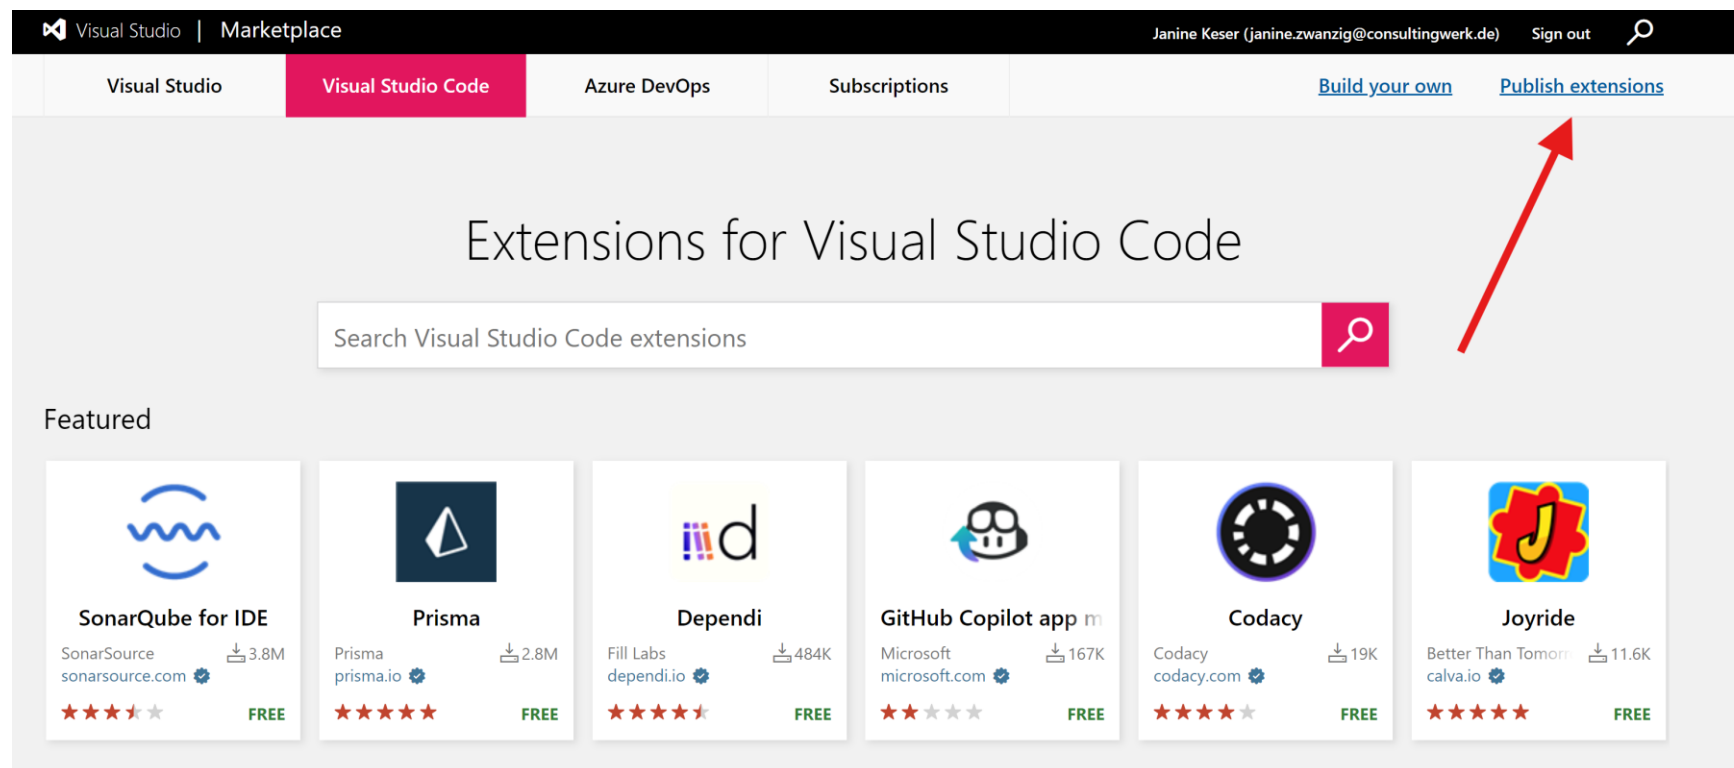 Visual Studio | Marketplace
Janine Keser (janine.zwanzig@consultingwerk.de) Sign out
Visual Studio Visual Studio Code Azure DevOps Subscriptions Build your own Publish extensions
Extensions for Visual Studio Code
Search Visual Studio Code extensions
Featured
SonarQube for IDE
SonarSource 3.8M
sonarsource.com
FREE
Prisma
Prisma 2.8M
prisma.io
FREE
Dependi
Fill Labs 484K
dependi.io
FREE
GitHub Copilot app m
Microsoft 167K
microsoft.com
FREE
Codacy
Codacy 19K
codacy.com
FREE
Joyride
Better Than Tomorr 11.6K
calva.io
FREE